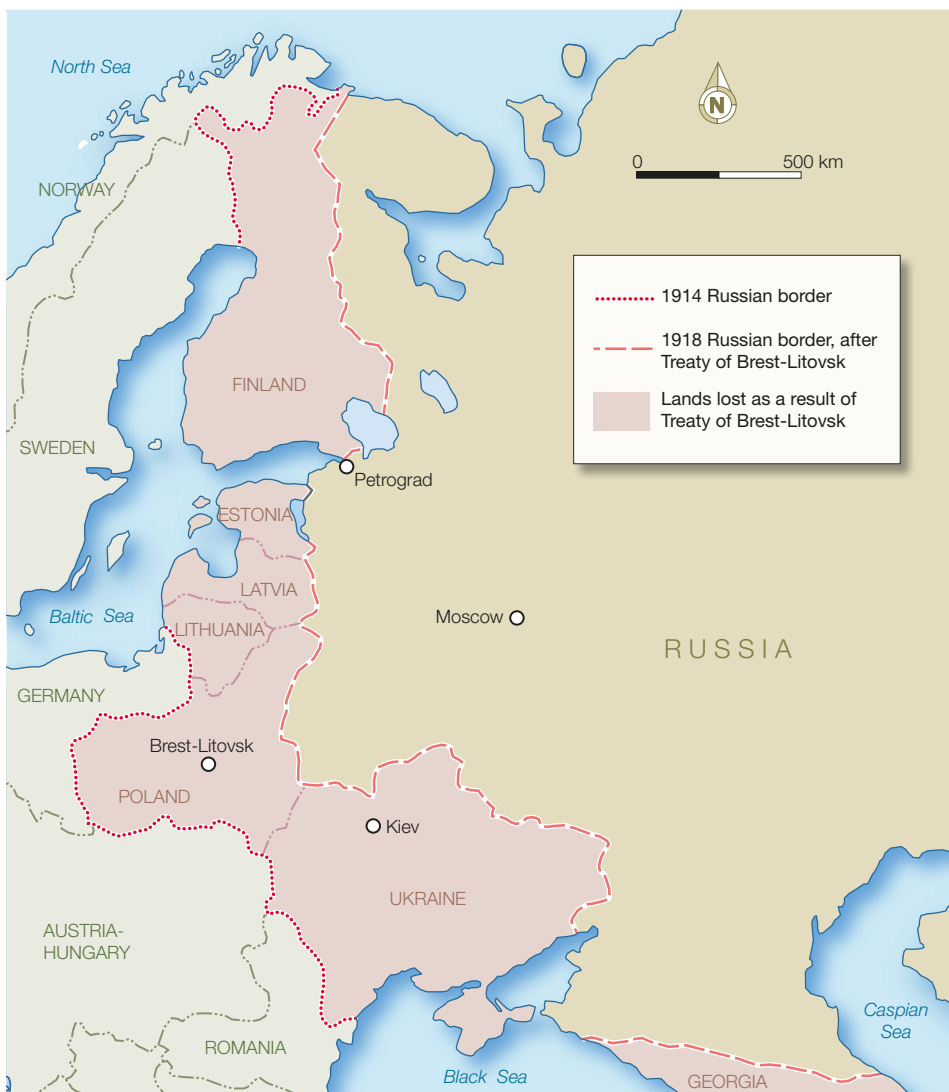 North Sea
N
0 500 km
NORWAY
1914 Russian border
1918 Russian border, after
Treaty of Brest-Litovsk
Lands lost as a result of
Treaty of Brest-Litovsk
FINLAND
SWEDEN
Petrograd
ESTONIA
LATVIA
Baltic Sea
LITHUANIA
Moscow
RUSSIA
GERMANY
Brest-Litovsk
POLAND
Kiev
UKRAINE
AUSTRIA-
HUNGARY
Caspian
Sea
ROMANIA
Black Sea
GEORGIA